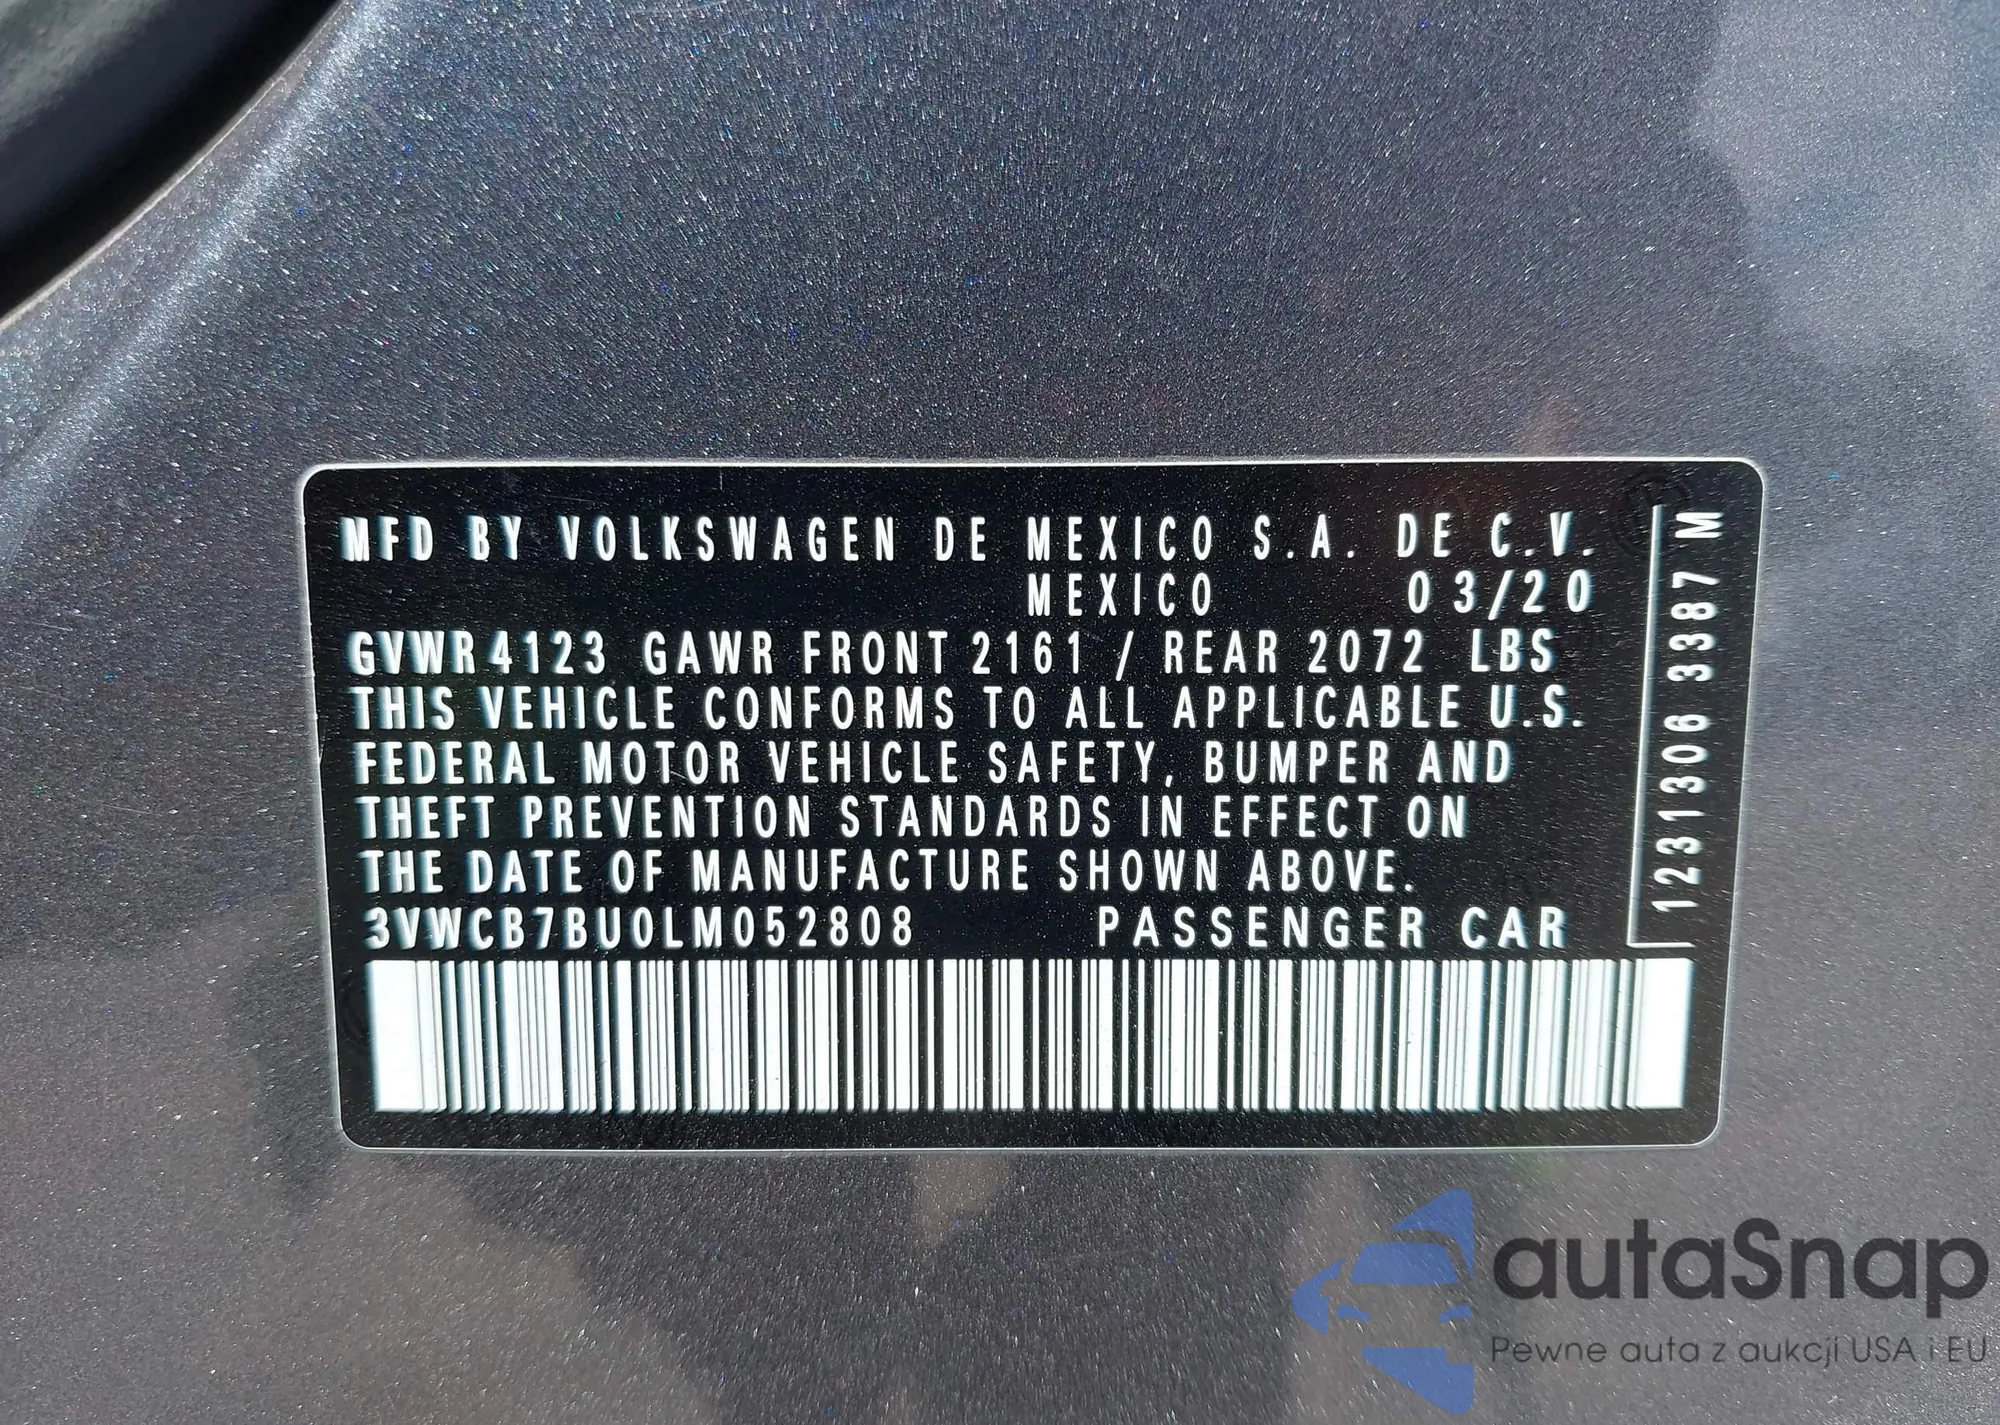 MFD BY VOLKSWAGEN DE MEXICO S.A. DE C.V.
MEXICO 03/20
GVWR 4123 GAWR FRONT 2161 / REAR 2072 LBS
THIS VEHICLE CONFORMS TO ALL APPLICABLE U.S.
FEDERAL MOTOR VEHICLE SAFETY, BUMPER AND
THEFT PREVENTION STANDARDS IN EFFECT ON
THE DATE OF MANUFACTURE SHOWN ABOVE.
3VWCB7BU0LM052808 PASSENGER CAR
1231306 3387 M
autaSnap
Pewne auta z aukcji USA i EU